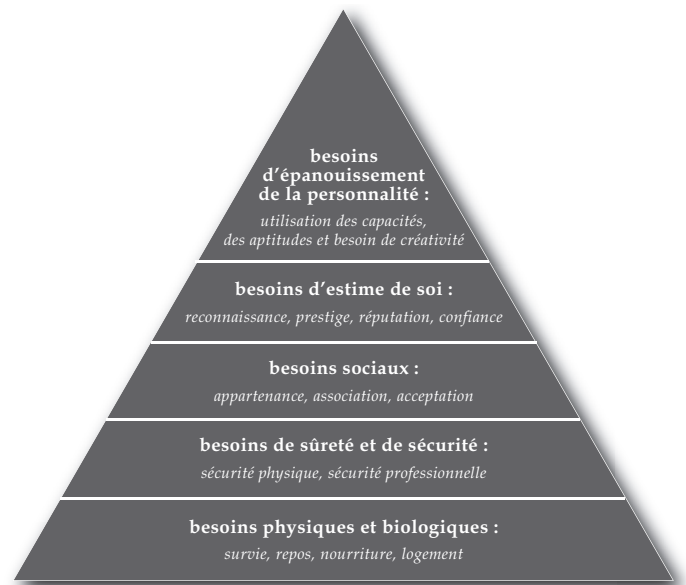 besoins
d’épanouissement
de la personnalité :
utilisation des capacités,
des aptitudes et besoin de créativité
besoins d’estime de soi :
reconnaissance, prestige, réputation, confiance
besoins sociaux :
appartenance, association, acceptation
besoins de sûreté et de sécurité :
sécurité physique, sécurité professionnelle
besoins physiques et biologiques :
survie, repos, nourriture, logement